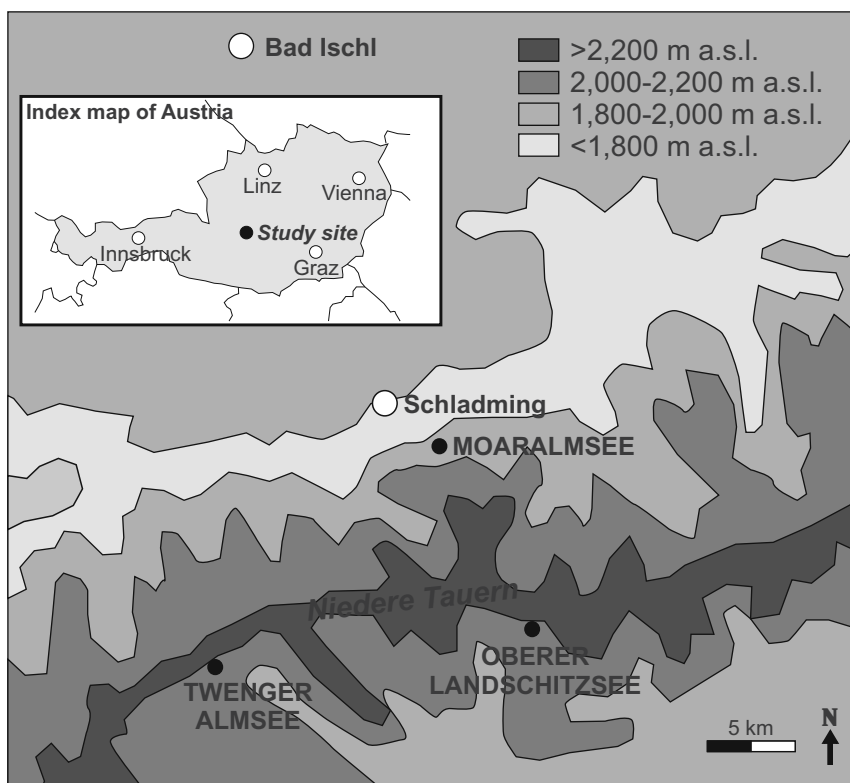 Bad Ischl
>2,200 m a.s.l.
2,000-2,200 m a.s.l.
1,800-2,000 m a.s.l.
<1,800 m a.s.l.
Index map of Austria
Linz
Vienna
Study site
Innsbruck
Graz
Schladming
MOARALMSEE
Niedere Tauern
OBERER
LANDSCHITZSEE
TWENGER
ALMSEE
5 km
N